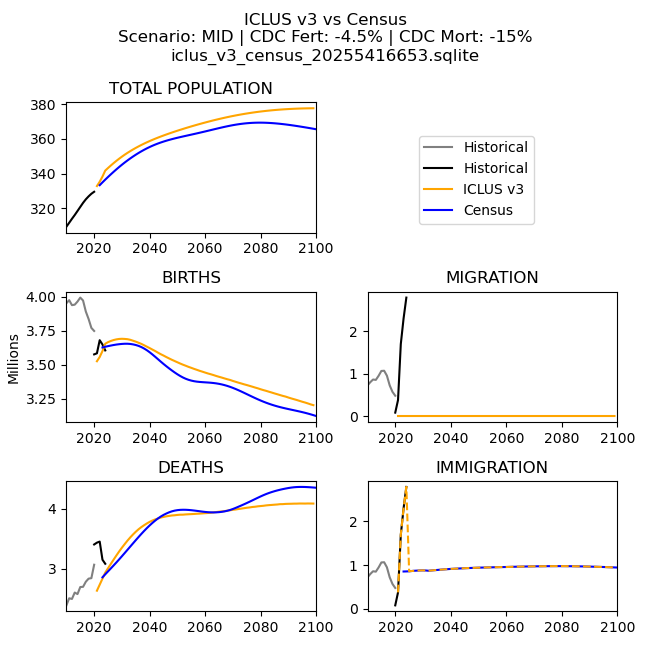 ICLUS v3 vs Census
Scenario: MID | CDC Fert: -4.5% | CDC Mort: -15%
iclus_v3_census_20255416653.sqlite
TOTAL POPULATION
380
360
340
320
2020 2040 2060 2080 2100
Historical
Historical
ICLUS v3
Census
BIRTHS
Millions
4.00
3.75
3.50
3.25
2020 2040 2060 2080 2100
MIGRATION
2
1
0
2020 2040 2060 2080 2100
DEATHS
4
3
2020 2040 2060 2080 2100
IMMIGRATION
2
1
0
2020 2040 2060 2080 2100